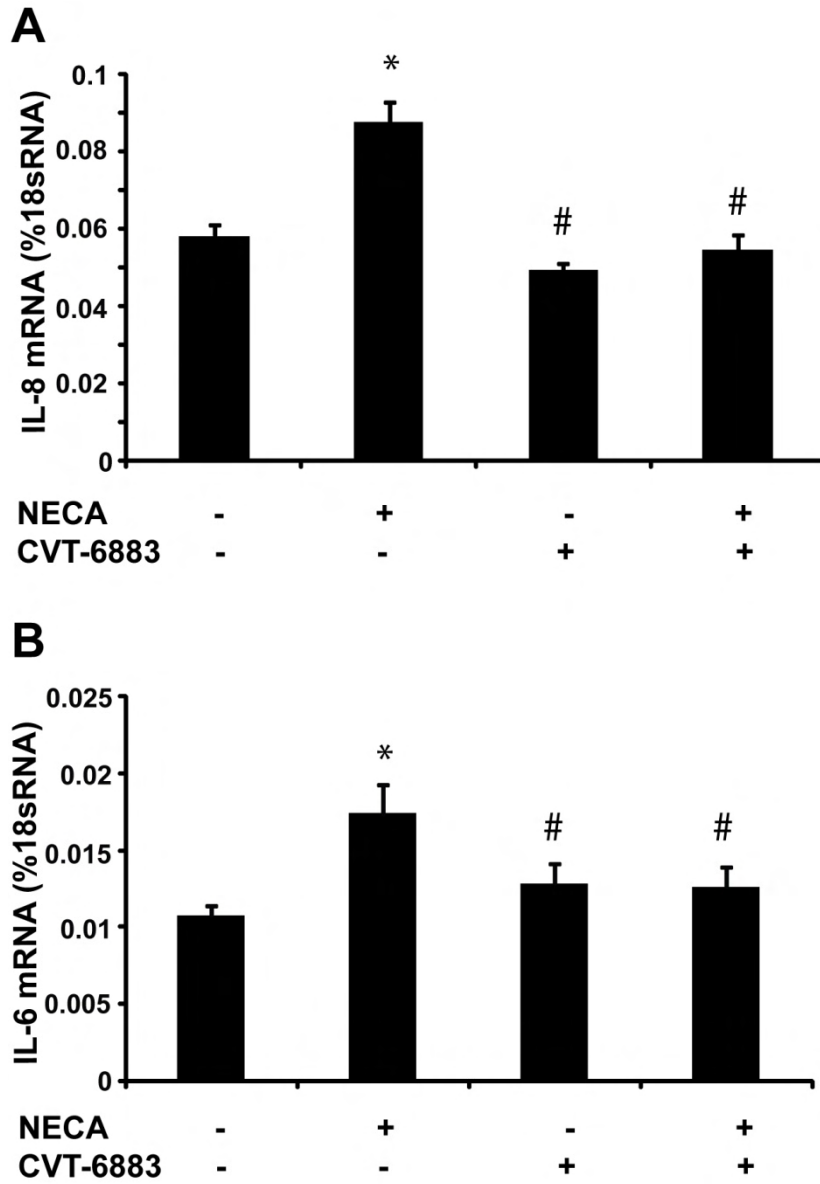 A
IL-8 mRNA (%18sRNA)
0.1
0.08
0.06
0.04
0.02
0
*
#
#
NECA - + - +
CVT-6883 - - + +
B
IL-6 mRNA (%18sRNA)
0.025
0.02
0.015
0.01
0.005
0
*
#
#
NECA - + - +
CVT-6883 - - + +